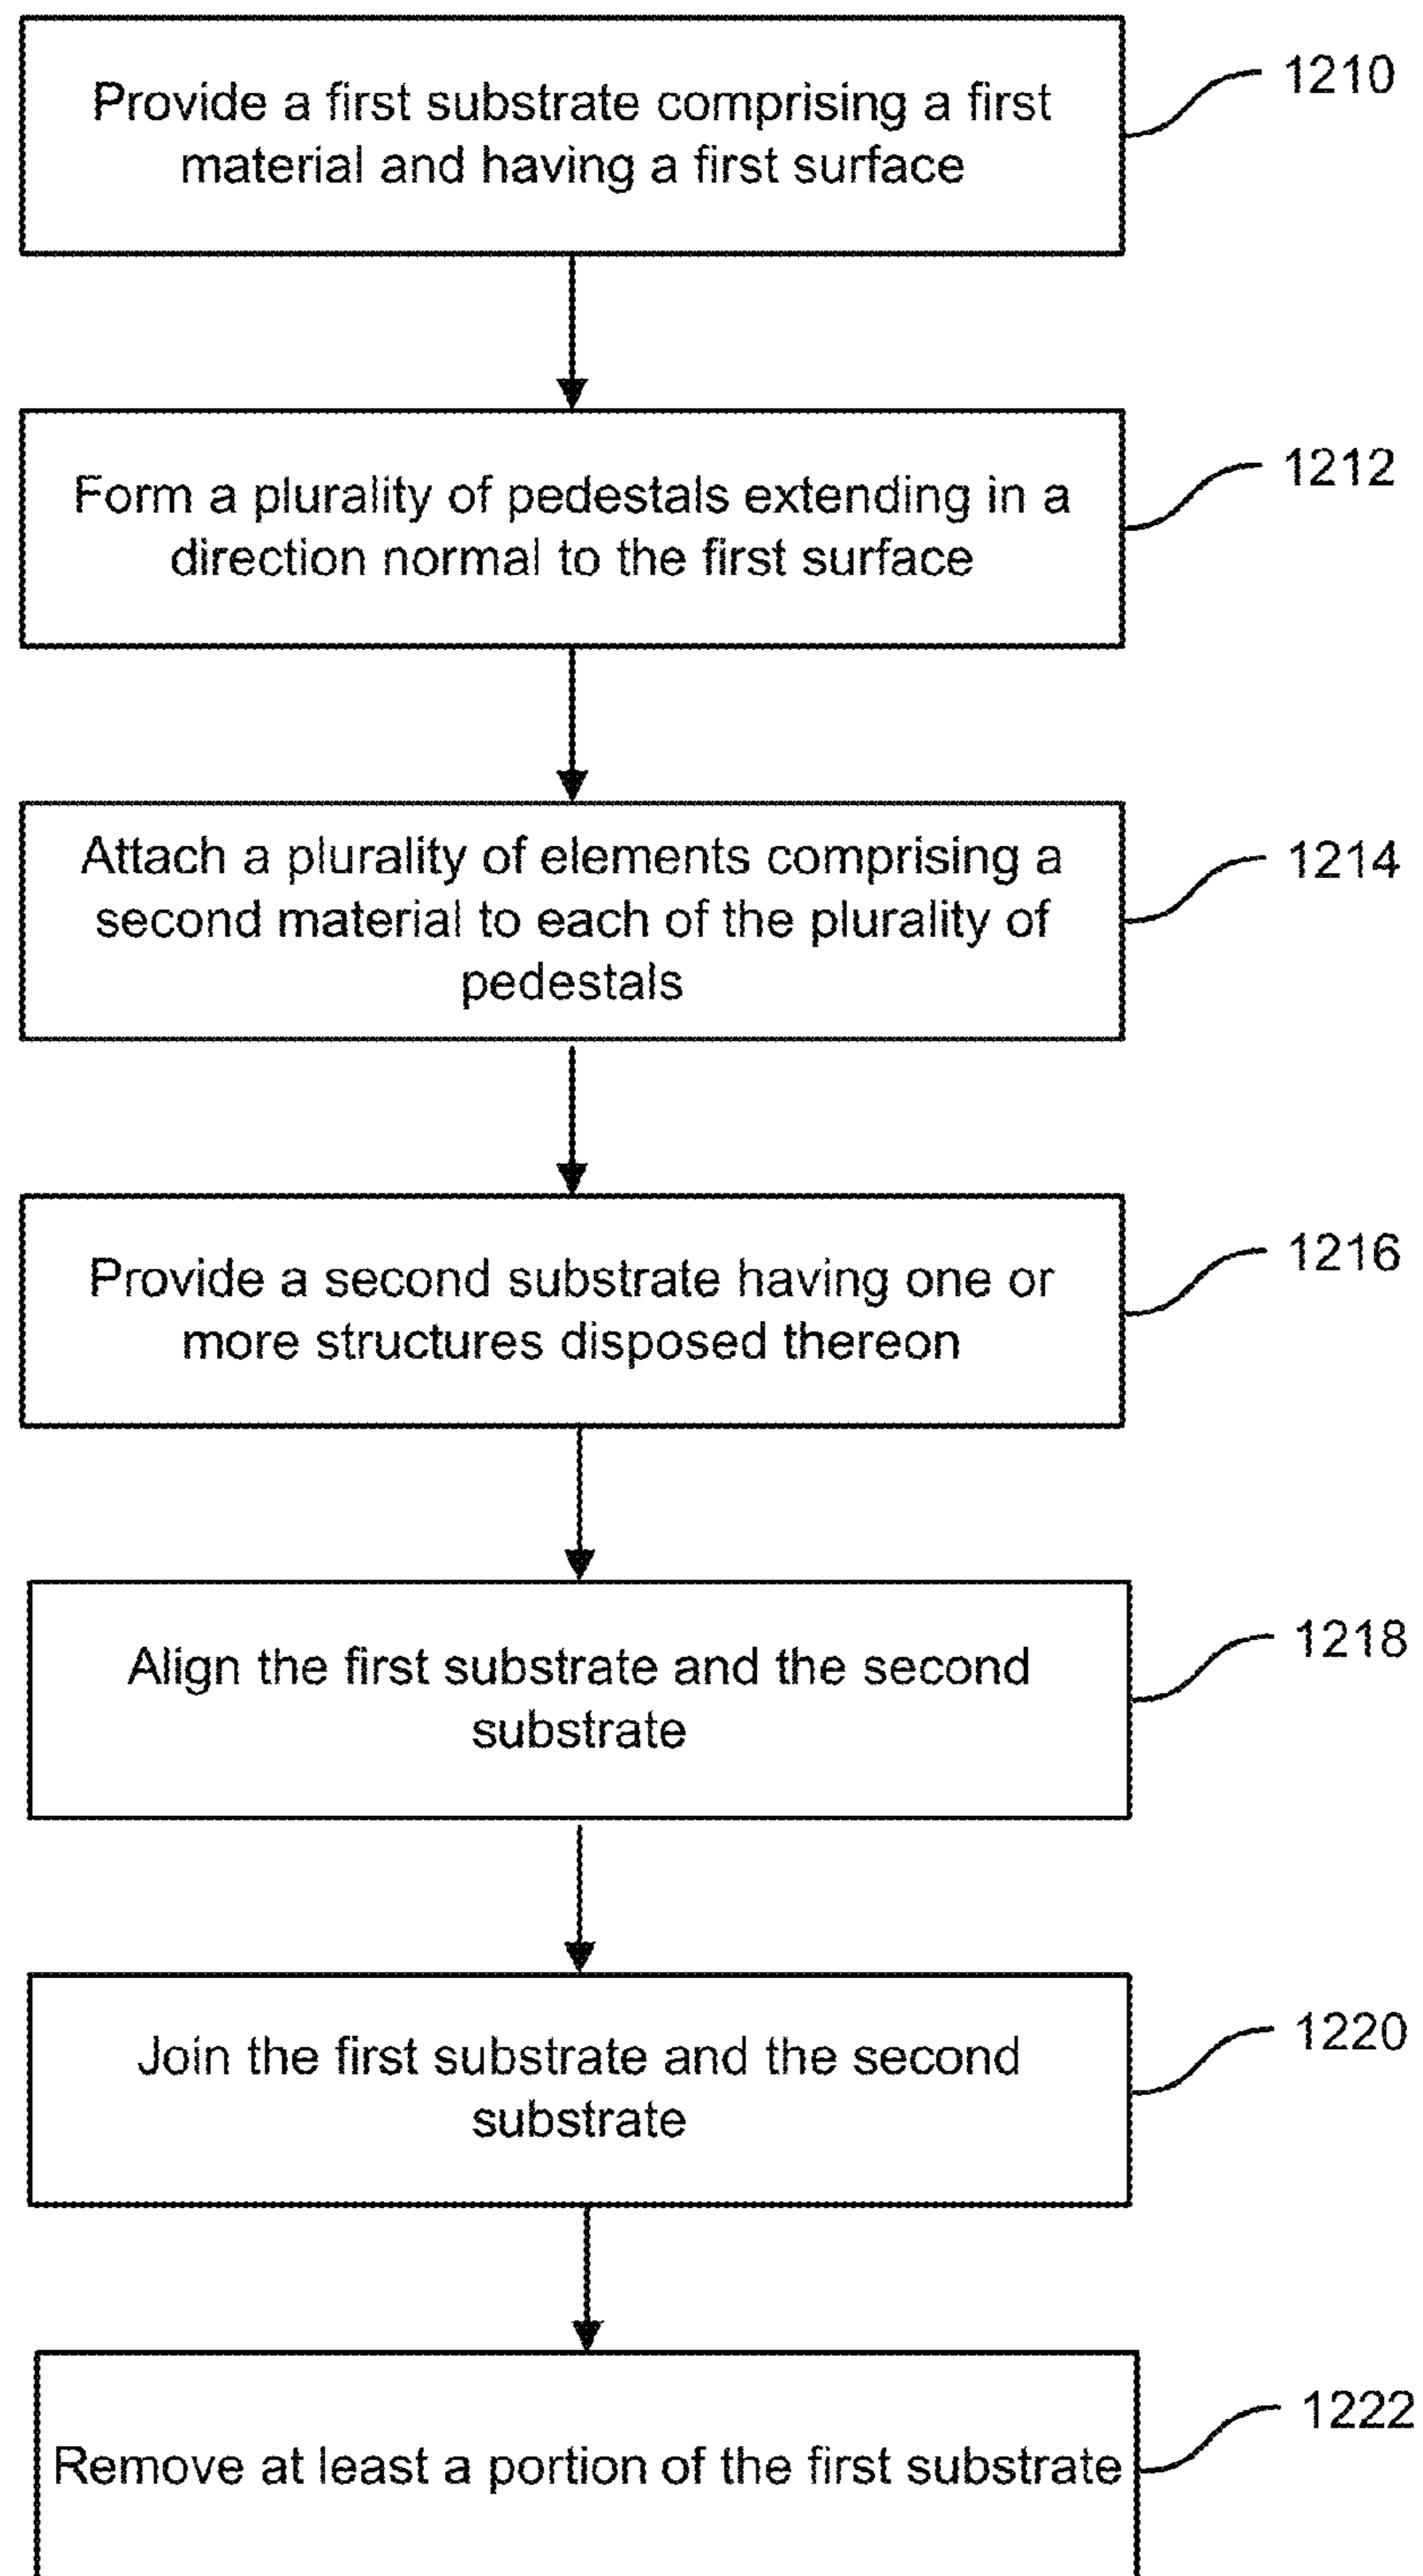 Provide a first substrate comprising a first
material and having a first surface
1210
Form a plurality of pedestals extending in a
direction normal to the first surface
1212
Attach a plurality of elements comprising a
second material to each of the plurality of
pedestals
1214
Provide a second substrate having one or
more structures disposed thereon
1216
Align the first substrate and the second
substrate
1218
Join the first substrate and the second
substrate
1220
Remove at least a portion of the first substrate
1222